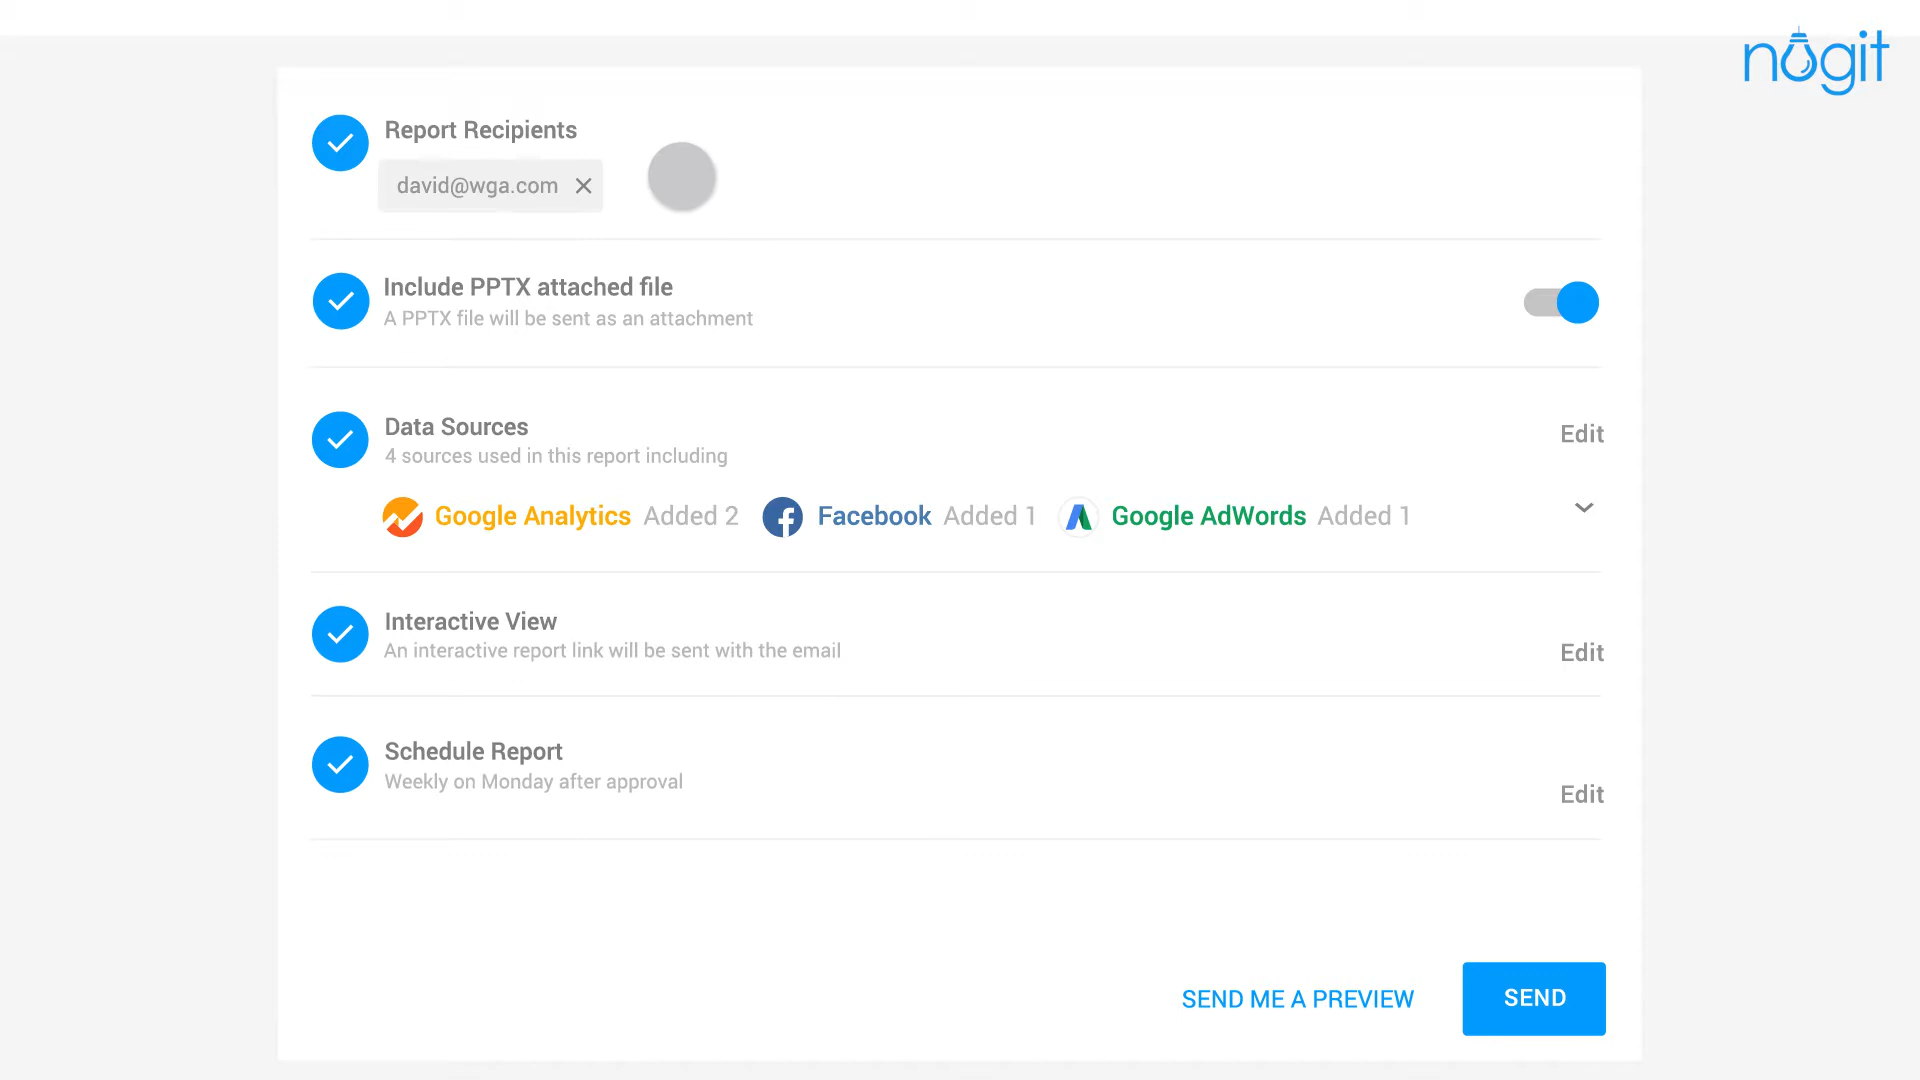 nogit
Report Recipients
david@wga.com
Include PPTX attached file
A PPTX file will be sent as an attachment
Data Sources
Edit
4 sources used in this report including
Google Analytics Added 2 Facebook Added 1 Google AdWords Added 1
Interactive View
An interactive report link will be sent with the email
Edit
Schedule Report
Weekly on Monday after approval
Edit
SEND ME A PREVIEW
SEND